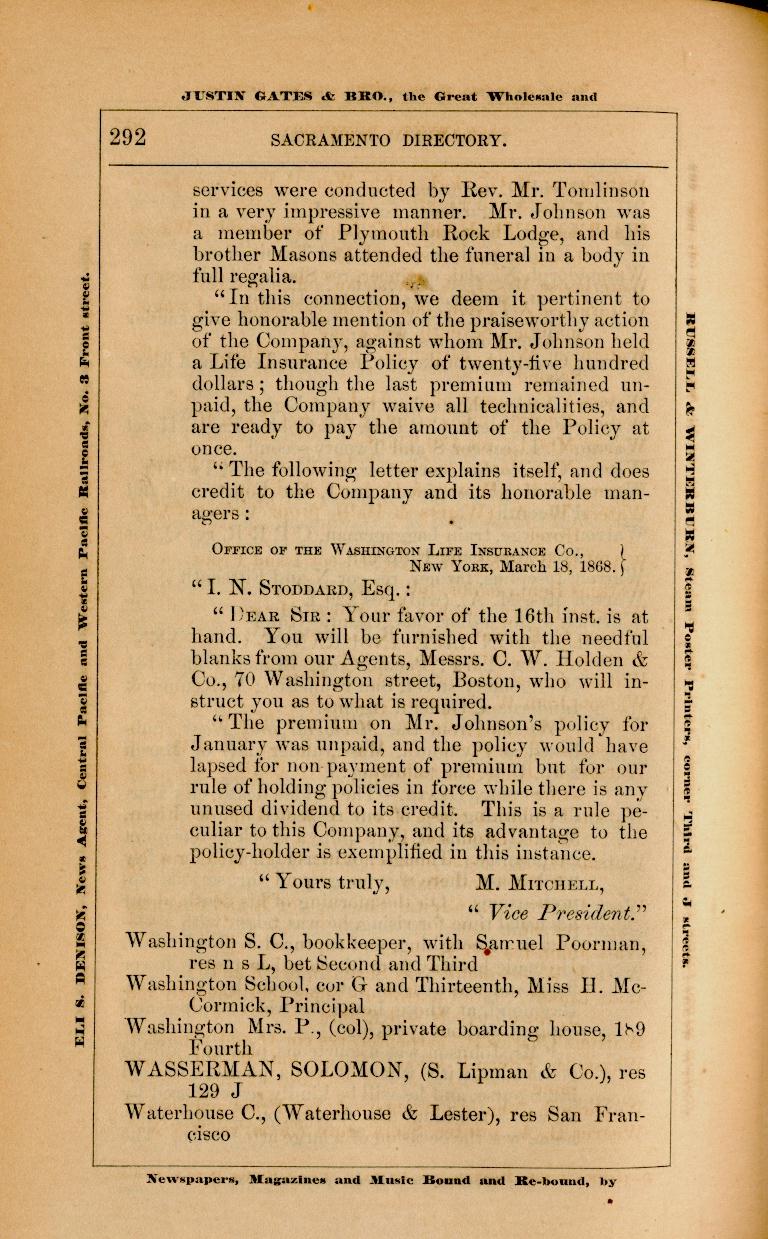 JUSTIN GATES & BRO., the Great Wholesale and
292 SACRAMENTO DIRECTORY.
services were conducted by Rev. Mr. Tomlinson
in a very impressive manner. Mr. Johnson was
a member of Plymouth Rock Lodge, and his
brother Masons attended the funeral in a body in
full regalia.
"In this connection, we deem it pertinent to
give honorable mention of the praiseworthy action
of the Company, against whom Mr. Johnson held
a Life Insurance Policy of twenty-five hundred
dollars; though the last premium remained un-
paid, the Company waive all technicalities, and
are ready to pay the amount of the Policy at
once.
"The following letter explains itself, and does
credit to the Company and its honorable man-
agers:
OFFICE OF THE WASHINGTON LIFE INSURANCE CO., }
NEW YORK, March 18, 1868. }
"I. N. STODDARD, Esq.:
"DEAR SIR: Your favor of the 16th inst. is at
hand. You will be furnished with the needful
blanks from our Agents, Messrs. C. W. Holden &
Co., 70 Washington street, Boston, who will in-
struct you as to what is required.
"The premium on Mr. Johnson's policy for
January was unpaid, and the policy would have
lapsed for non payment of premium but for our
rule of holding policies in force while there is any
unused dividend to its credit. This is a rule pe-
culiar to this Company, and its advantage to the
policy-holder is exemplified in this instance.
"Yours truly, M. MITCHELL,
"Vice President."
Washington S. C., bookkeeper, with Samuel Poorman,
res n s L, bet Second and Third
Washington School, cor G and Thirteenth, Miss H. Mc-
Cormick, Principal
Washington Mrs. P., (col), private boarding house, 189
Fourth
WASSERMAN, SOLOMON, (S. Lipman & Co.), res
129 J
Waterhouse C., (Waterhouse & Lester), res San Fran-
cisco
Newspapers, Magazines and Music Bound and Re-bound, by
ELI S. DENISON, News Agent, Central Pacific and Western Pacific Railroads, No. 3 Front street.
RUSSELL & WINTERBURN, Steam Poster Printers, corner Third and J streets.